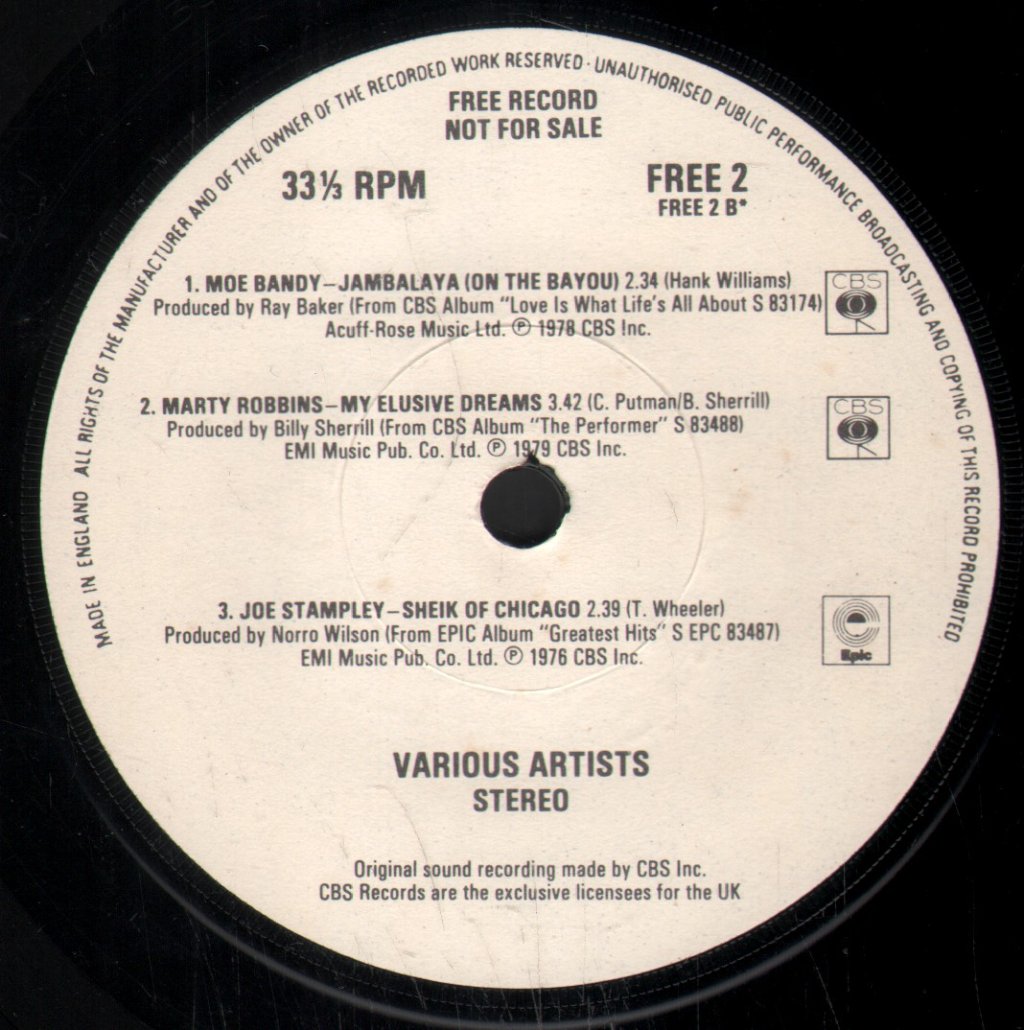 MADE IN ENGLAND ALL RIGHTS OF THE MANUFACTURER AND OF THE OWNER OF THE RECORDED WORK RESERVED · UNAUTHORISED PUBLIC PERFORMANCE BROADCASTING AND COPYING OF THIS RECORD PROHIBITED
FREE RECORD
NOT FOR SALE
33⅓ RPM
FREE 2
FREE 2 B*
1. MOE BANDY–JAMBALAYA (ON THE BAYOU) 2.34 (Hank Williams)
Produced by Ray Baker (From CBS Album "Love Is What Life's All About S 83174)
Acuff-Rose Music Ltd. ℗ 1978 CBS Inc.
CBS
2. MARTY ROBBINS–MY ELUSIVE DREAMS 3.42 (C. Putman/B. Sherrill)
Produced by Billy Sherrill (From CBS Album "The Performer" S 83488)
EMI Music Pub. Co. Ltd. ℗ 1979 CBS Inc.
CBS
3. JOE STAMPLEY–SHEIK OF CHICAGO 2.39 (T. Wheeler)
Produced by Norro Wilson (From EPIC Album "Greatest Hits" S EPC 83487)
EMI Music Pub. Co. Ltd. ℗ 1976 CBS Inc.
Epic
VARIOUS ARTISTS
STEREO
Original sound recording made by CBS Inc.
CBS Records are the exclusive licensees for the UK